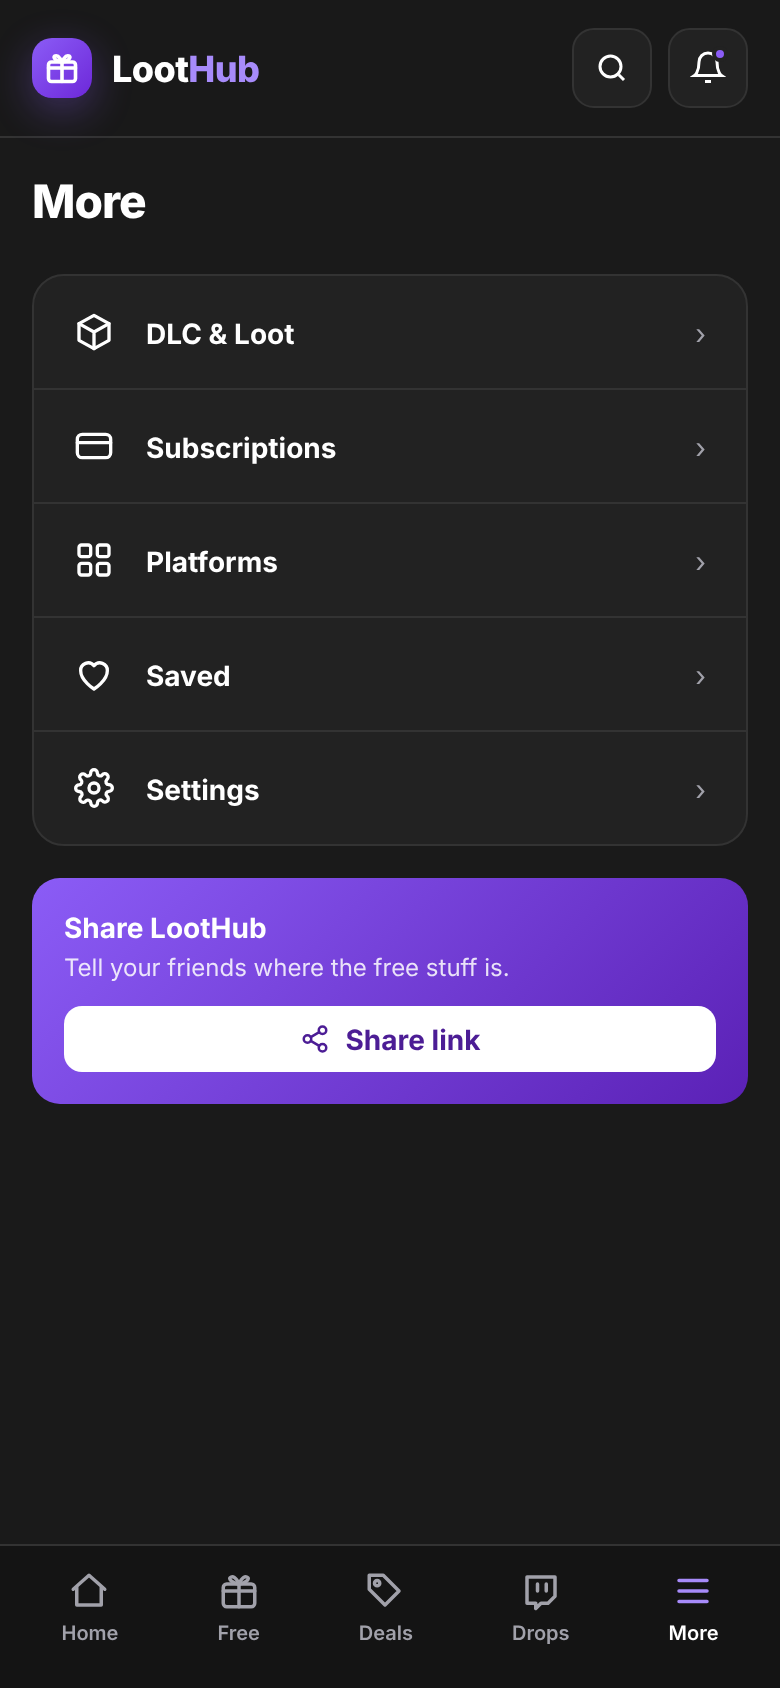 LootHub
More
DLC & Loot
Subscriptions
Platforms
Saved
Settings
Share LootHub
Tell your friends where the free stuff is.
Share link
Home Free Deals Drops More